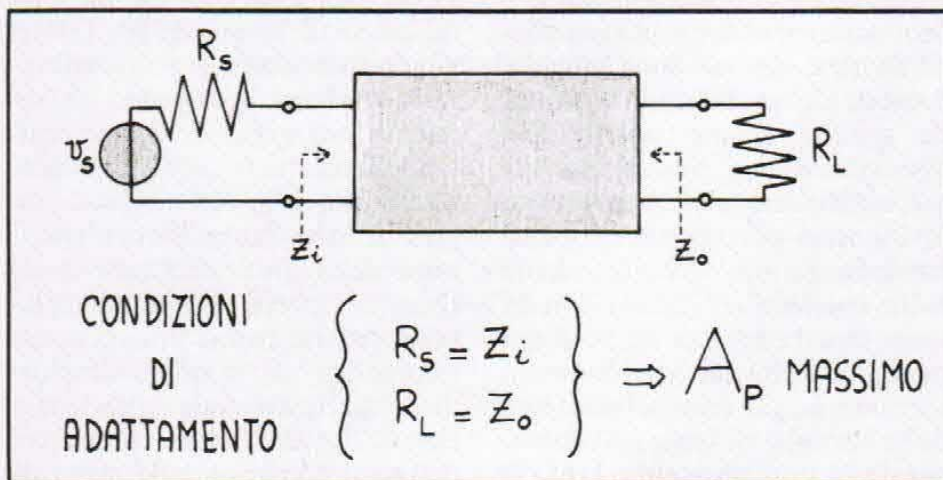 R_s
v_s
R_L
Z_i
Z_o
CONDIZIONI
DI
ADATTAMENTO
R_S = Z_i
R_L = Z_o
⇒ A_P MASSIMO